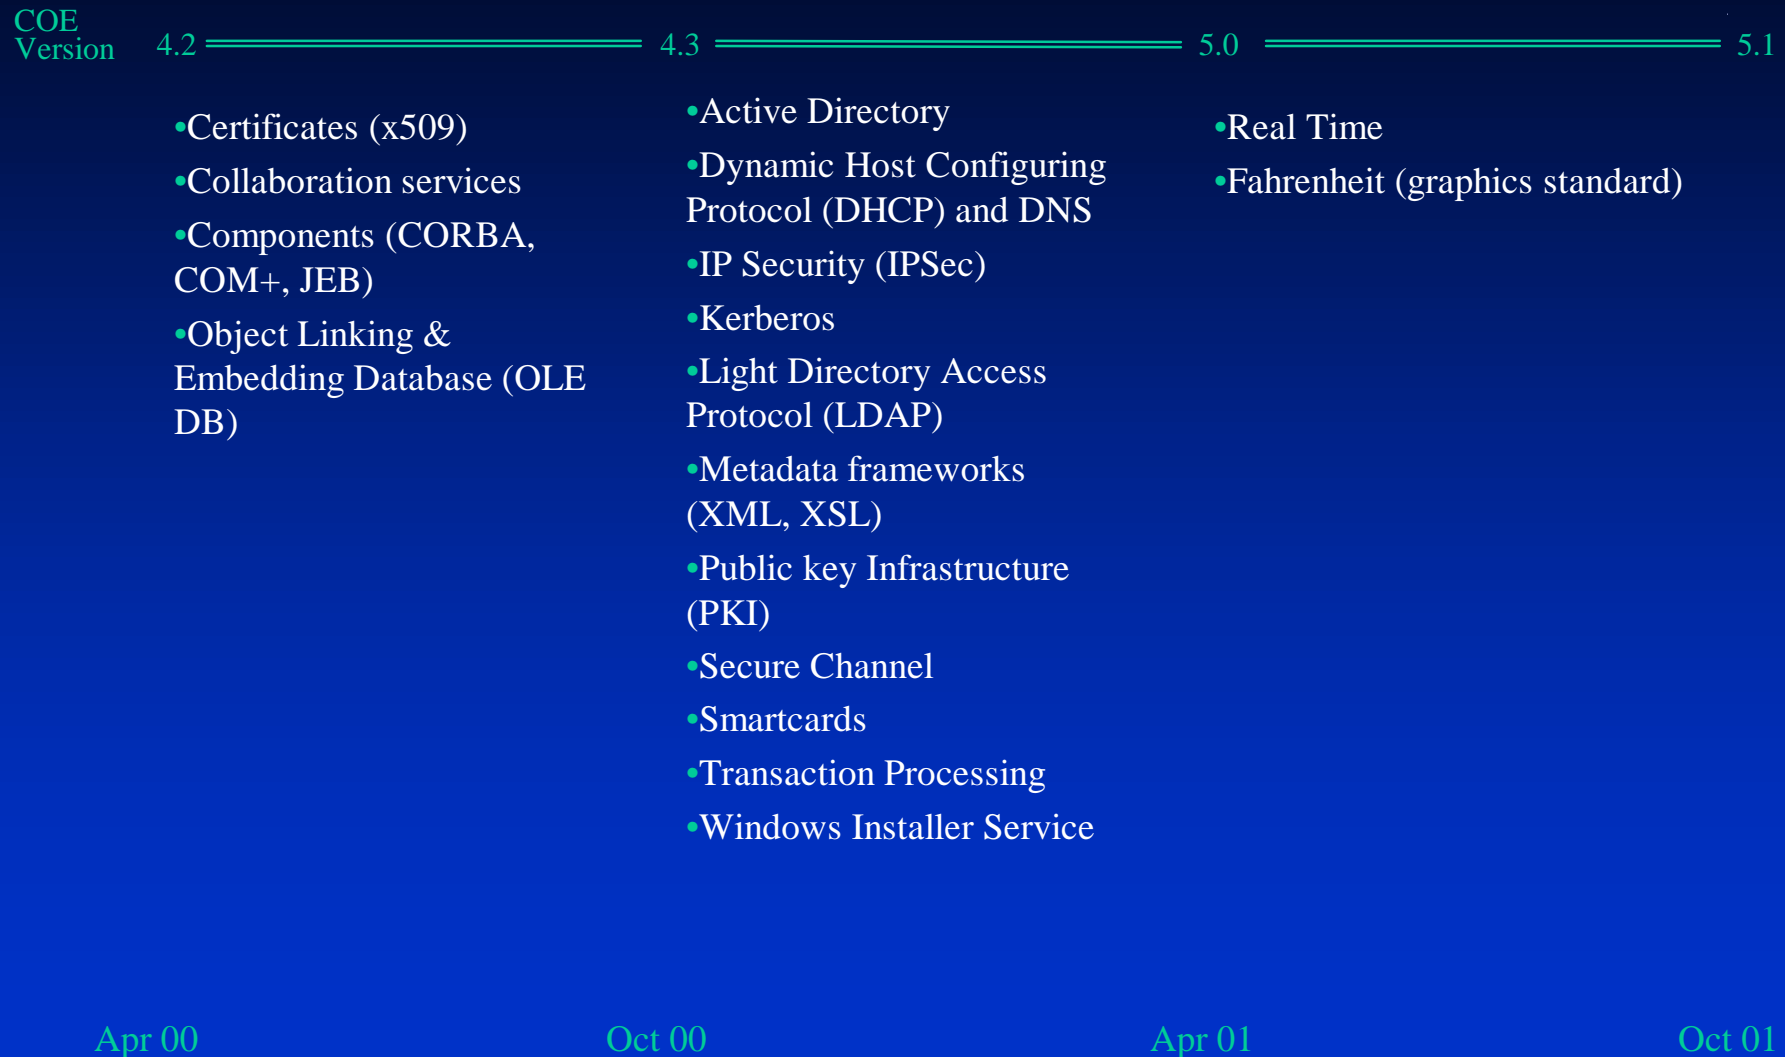 COE
Version 4.2 4.3 5.0 5.1
•Certificates (x509)
•Collaboration services
•Components (CORBA,
COM+, JEB)
•Object Linking &
Embedding Database (OLE
DB)
•Active Directory
•Dynamic Host Configuring
Protocol (DHCP) and DNS
•IP Security (IPSec)
•Kerberos
•Light Directory Access
Protocol (LDAP)
•Metadata frameworks
(XML, XSL)
•Public key Infrastructure
(PKI)
•Secure Channel
•Smartcards
•Transaction Processing
•Windows Installer Service
•Real Time
•Fahrenheit (graphics standard)
Apr 00 Oct 00 Apr 01 Oct 01